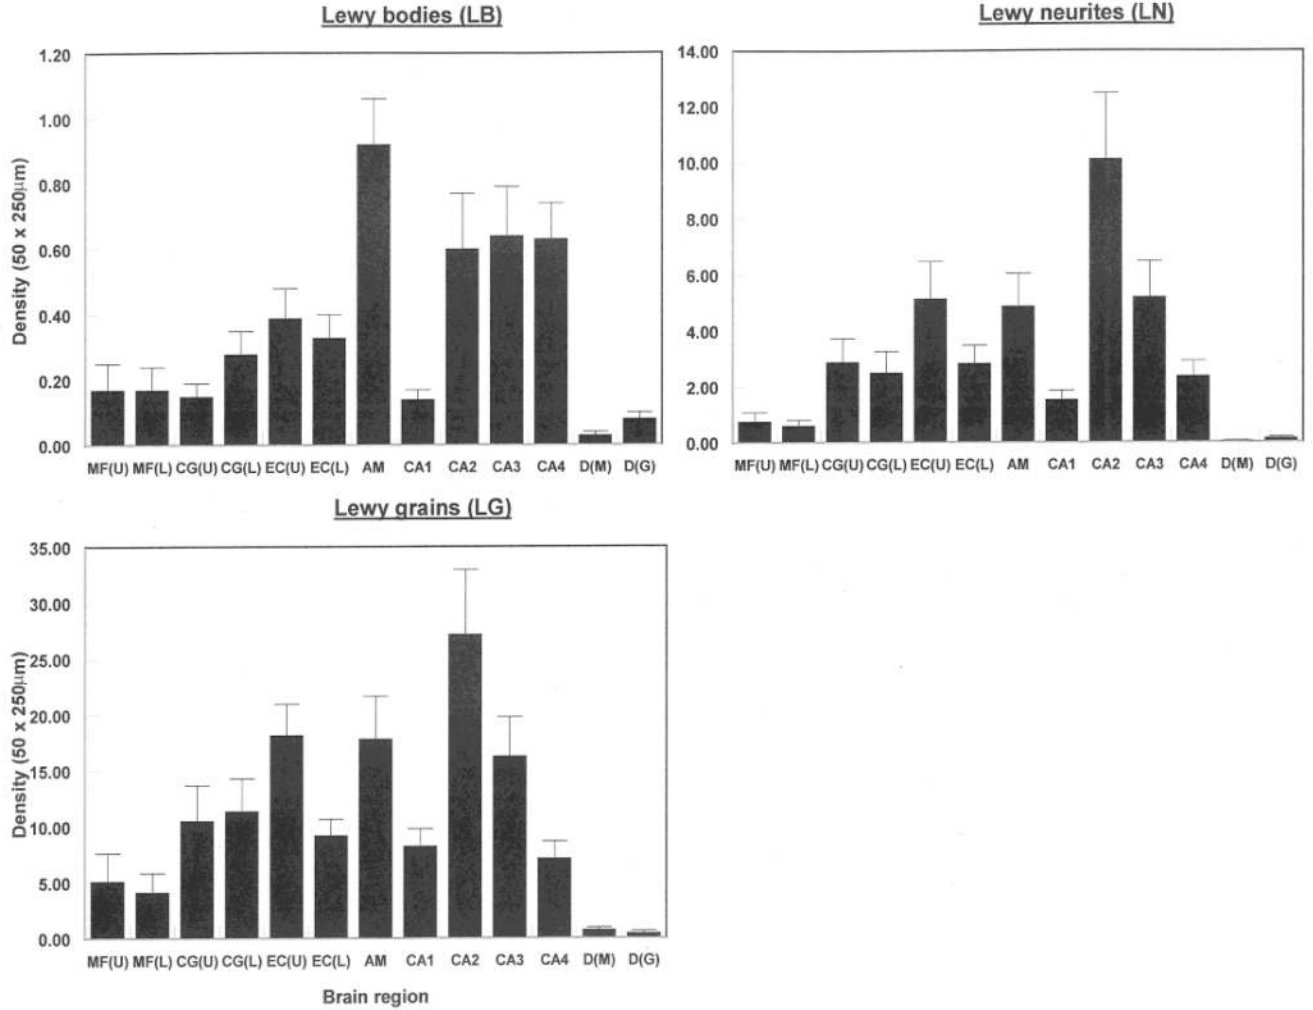 Lewy bodies (LB)
Density (50 x 250µm)
1.20
1.00
0.80
0.60
0.40
0.20
0.00
MF(U) MF(L) CG(U) CG(L) EC(U) EC(L) AM CA1 CA2 CA3 CA4 D(M) D(G)
Lewy neurites (LN)
14.00
12.00
10.00
8.00
6.00
4.00
2.00
0.00
MF(U) MF(L) CG(U) CG(L) EC(U) EC(L) AM CA1 CA2 CA3 CA4 D(M) D(G)
Lewy grains (LG)
Density (50 x 250µm)
35.00
30.00
25.00
20.00
15.00
10.00
5.00
0.00
MF(U) MF(L) CG(U) CG(L) EC(U) EC(L) AM CA1 CA2 CA3 CA4 D(M) D(G)
Brain region